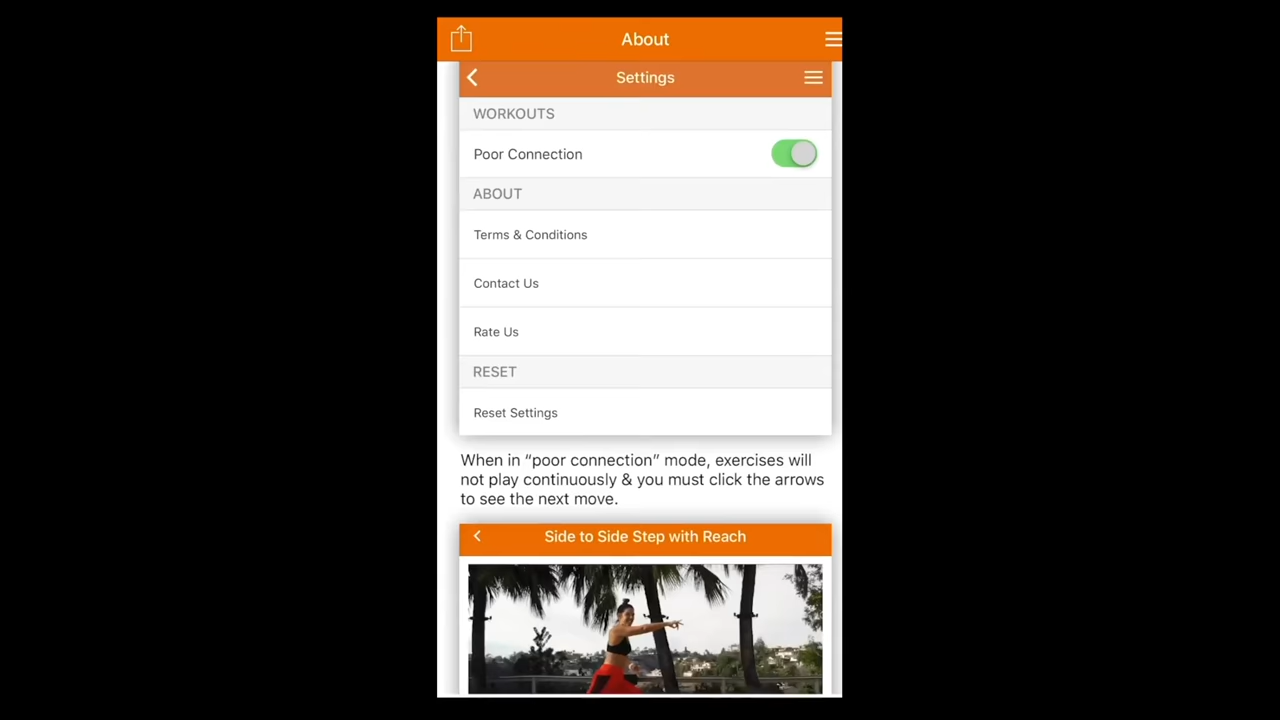 About
Settings
WORKOUTS
Poor Connection
ABOUT
Terms & Conditions
Contact Us
Rate Us
RESET
Reset Settings
When in “poor connection” mode, exercises will
not play continuously & you must click the arrows
to see the next move.
Side to Side Step with Reach